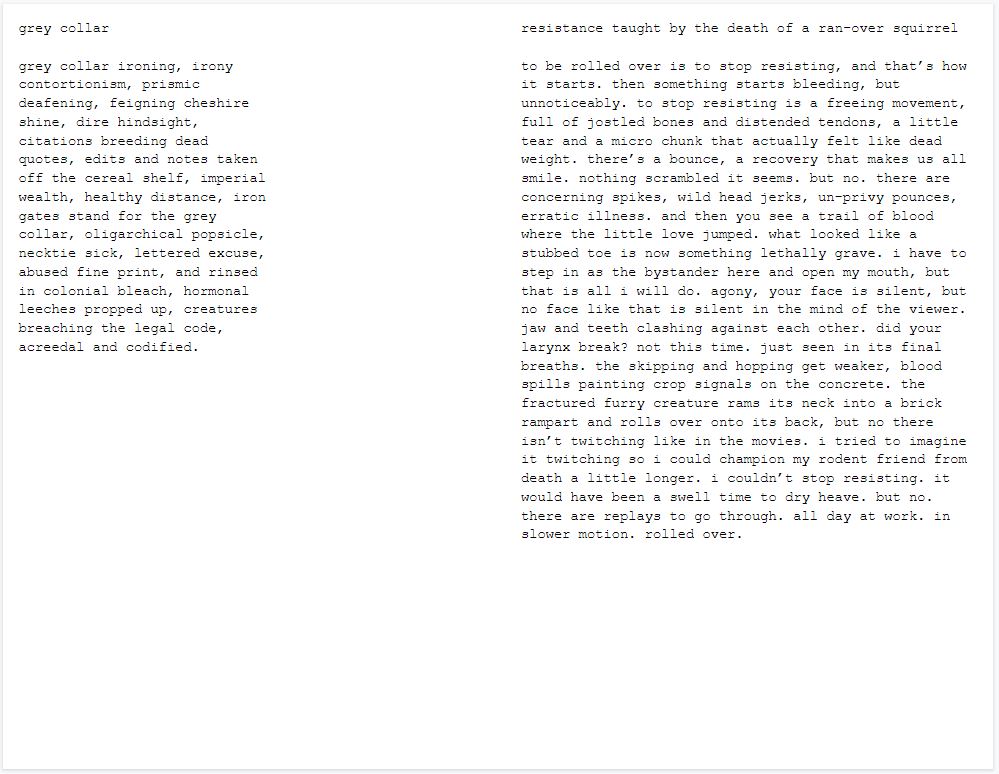 grey collar
grey collar ironing, irony
contortionism, prismic
deafening, feigning cheshire
shine, dire hindsight,
citations breeding dead
quotes, edits and notes taken
off the cereal shelf, imperial
wealth, healthy distance, iron
gates stand for the grey
collar, oligarchical popsicle,
necktie sick, lettered excuse,
abused fine print, and rinsed
in colonial bleach, hormonal
leeches propped up, creatures
breaching the legal code,
acreedal and codified.
resistance taught by the death of a ran-over squirrel
to be rolled over is to stop resisting, and that’s how
it starts. then something starts bleeding, but
unnoticeably. to stop resisting is a freeing movement,
full of jostled bones and distended tendons, a little
tear and a micro chunk that actually felt like dead
weight. there’s a bounce, a recovery that makes us all
smile. nothing scrambled it seems. but no. there are
concerning spikes, wild head jerks, un-privy pounces,
erratic illness. and then you see a trail of blood
where the little love jumped. what looked like a
stubbed toe is now something lethally grave. i have to
step in as the bystander here and open my mouth, but
that is all i will do. agony, your face is silent, but
no face like that is silent in the mind of the viewer.
jaw and teeth clashing against each other. did your
larynx break? not this time. just seen in its final
breaths. the skipping and hopping get weaker, blood
spills painting crop signals on the concrete. the
fractured furry creature rams its neck into a brick
rampart and rolls over onto its back, but no there
isn’t twitching like in the movies. i tried to imagine
it twitching so i could champion my rodent friend from
death a little longer. i couldn’t stop resisting. it
would have been a swell time to dry heave. but no.
there are replays to go through. all day at work. in
slower motion. rolled over.